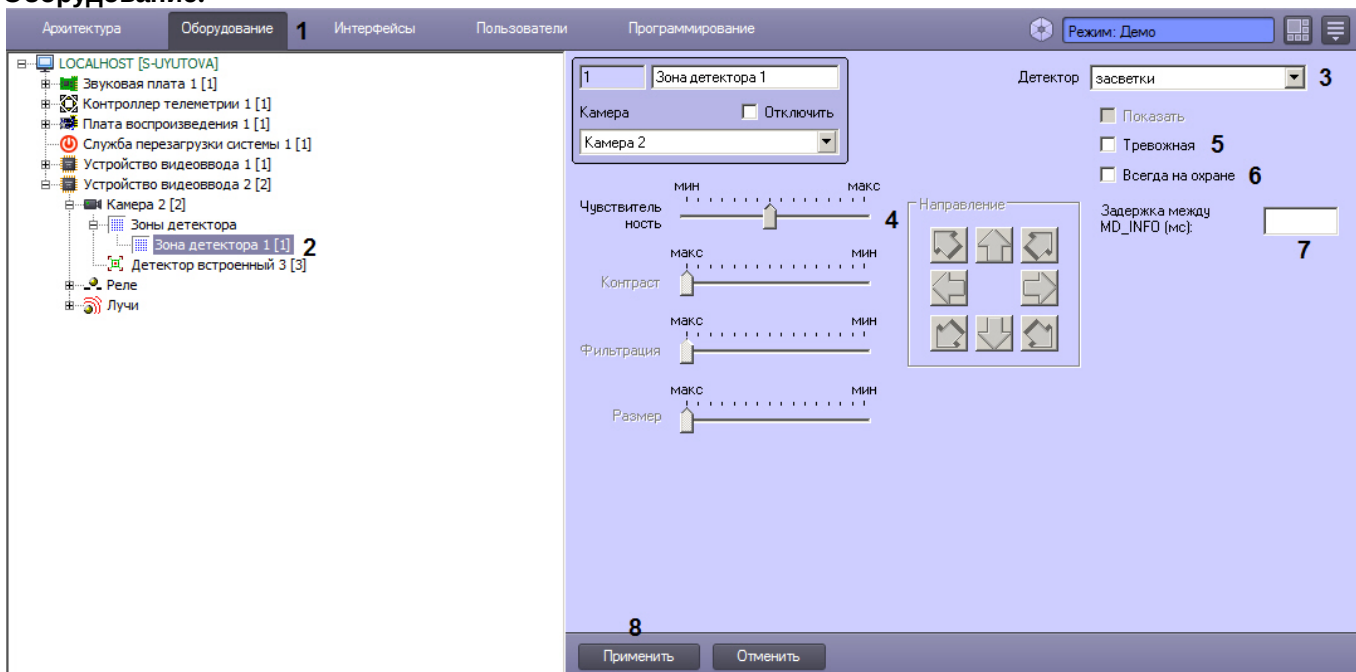 Оборудование.
Архитектура Оборудование 1 Интерфейсы Пользователи Программирование Режим: Демо
LOCALHOST [S-UYUTOVA]
Звуковая плата 1 [1]
Контроллер телеметрии 1 [1]
Плата воспроизведения 1 [1]
Служба перезагрузки системы 1 [1]
Устройство видеоввода 1 [1]
Устройство видеоввода 2 [2]
Камера 2 [2]
Зоны детектора
Зона детектора 1 [1] 2
Детектор встроенный 3 [3]
Реле
Лучи
1 Зона детектора 1
Камера Отключить
Камера 2
Детектор засветки 3
Показать
Тревожная 5
Всегда на охране 6
Задержка между
MD_INFO (мс):
7
мин макс
Чувствитель
ность
4
макс мин
Контраст
макс мин
Фильтрация
макс мин
Размер
Направление
8
Применить Отменить